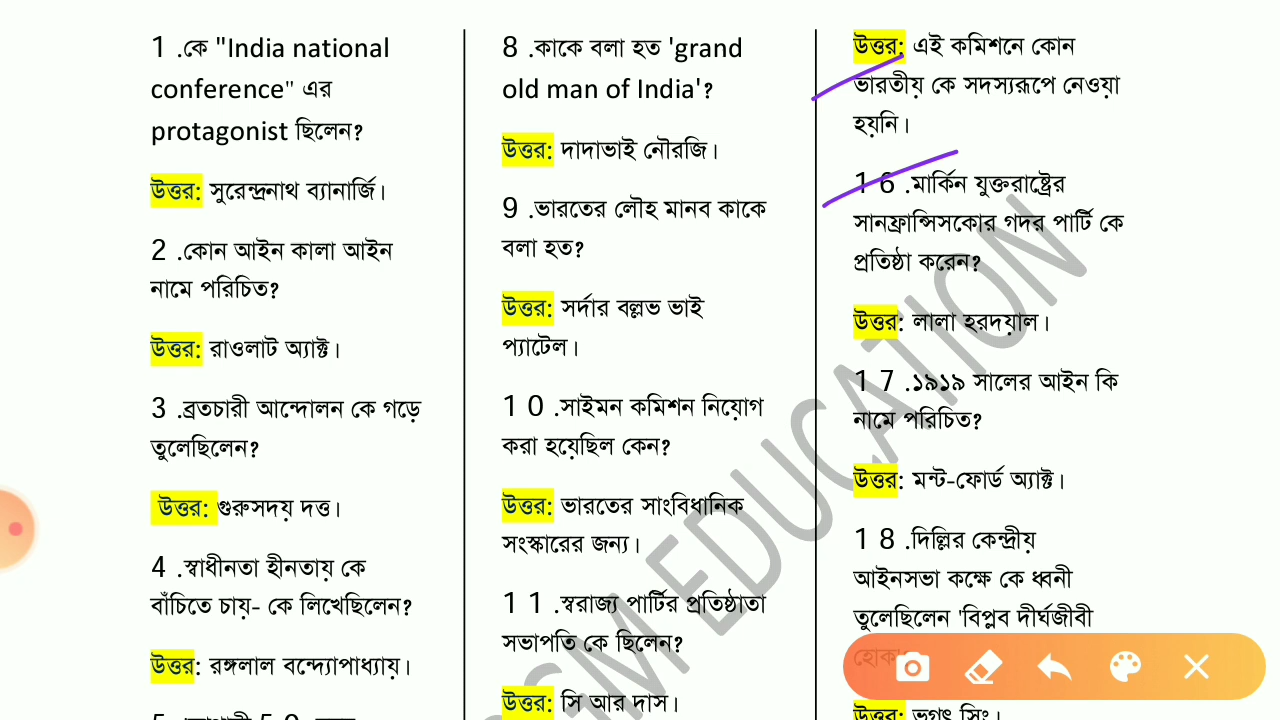 1 .কে "India national
conference" এর
protagonist ছিলেন?
উত্তর: সুরেন্দ্রনাথ ব্যানার্জি।
2 .কোন আইন কালা আইন
নামে পরিচিত?
উত্তর: রাওলাট অ্যাক্ট।
3 .ব্রতচারী আন্দোলন কে গড়ে
তুলেছিলেন?
উত্তর: গুরুসদয় দত্ত।
4 .স্বাধীনতা হীনতায় কে
বাঁচিতে চায়- কে লিখেছিলেন?
উত্তর: রঙ্গলাল বন্দ্যোপাধ্যায়।
8 .কাকে বলা হত 'grand
old man of India'?
উত্তর: দাদাভাই নৌরজি।
9 .ভারতের লৌহ মানব কাকে
বলা হত?
উত্তর: সর্দার বল্লভ ভাই
প্যাটেল।
1 0 .সাইমন কমিশন নিয়োগ
করা হয়েছিল কেন?
উত্তর: ভারতের সাংবিধানিক
সংস্কারের জন্য।
1 1 .স্বরাজ্য পার্টির প্রতিষ্ঠাতা
সভাপতি কে ছিলেন?
উত্তর: সি আর দাস।
উত্তর: এই কমিশনে কোন
ভারতীয় কে সদস্যরূপে নেওয়া
হয়নি।
1 6 .মার্কিন যুক্তরাষ্ট্রের
সানফ্রান্সিসকোর গদর পার্টি কে
প্রতিষ্ঠা করেন?
উত্তর: লালা হরদয়াল।
1 7 .১৯১৯ সালের আইন কি
নামে পরিচিত?
উত্তর: মন্ট-ফোর্ড অ্যাক্ট।
1 8 .দিল্লির কেন্দ্রীয়
আইনসভা কক্ষে কে ধ্বনী
তুলেছিলেন 'বিপ্লব দীর্ঘজীবী
উত্তর: ভগৎ সিং।
GM EDUCATION